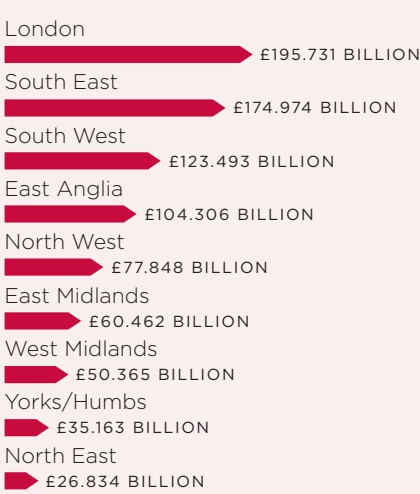 London
£195.731 BILLION
South East
£174.974 BILLION
South West
£123.493 BILLION
East Anglia
£104.306 BILLION
North West
£77.848 BILLION
East Midlands
£60.462 BILLION
West Midlands
£50.365 BILLION
Yorks/Humbs
£35.163 BILLION
North East
£26.834 BILLION